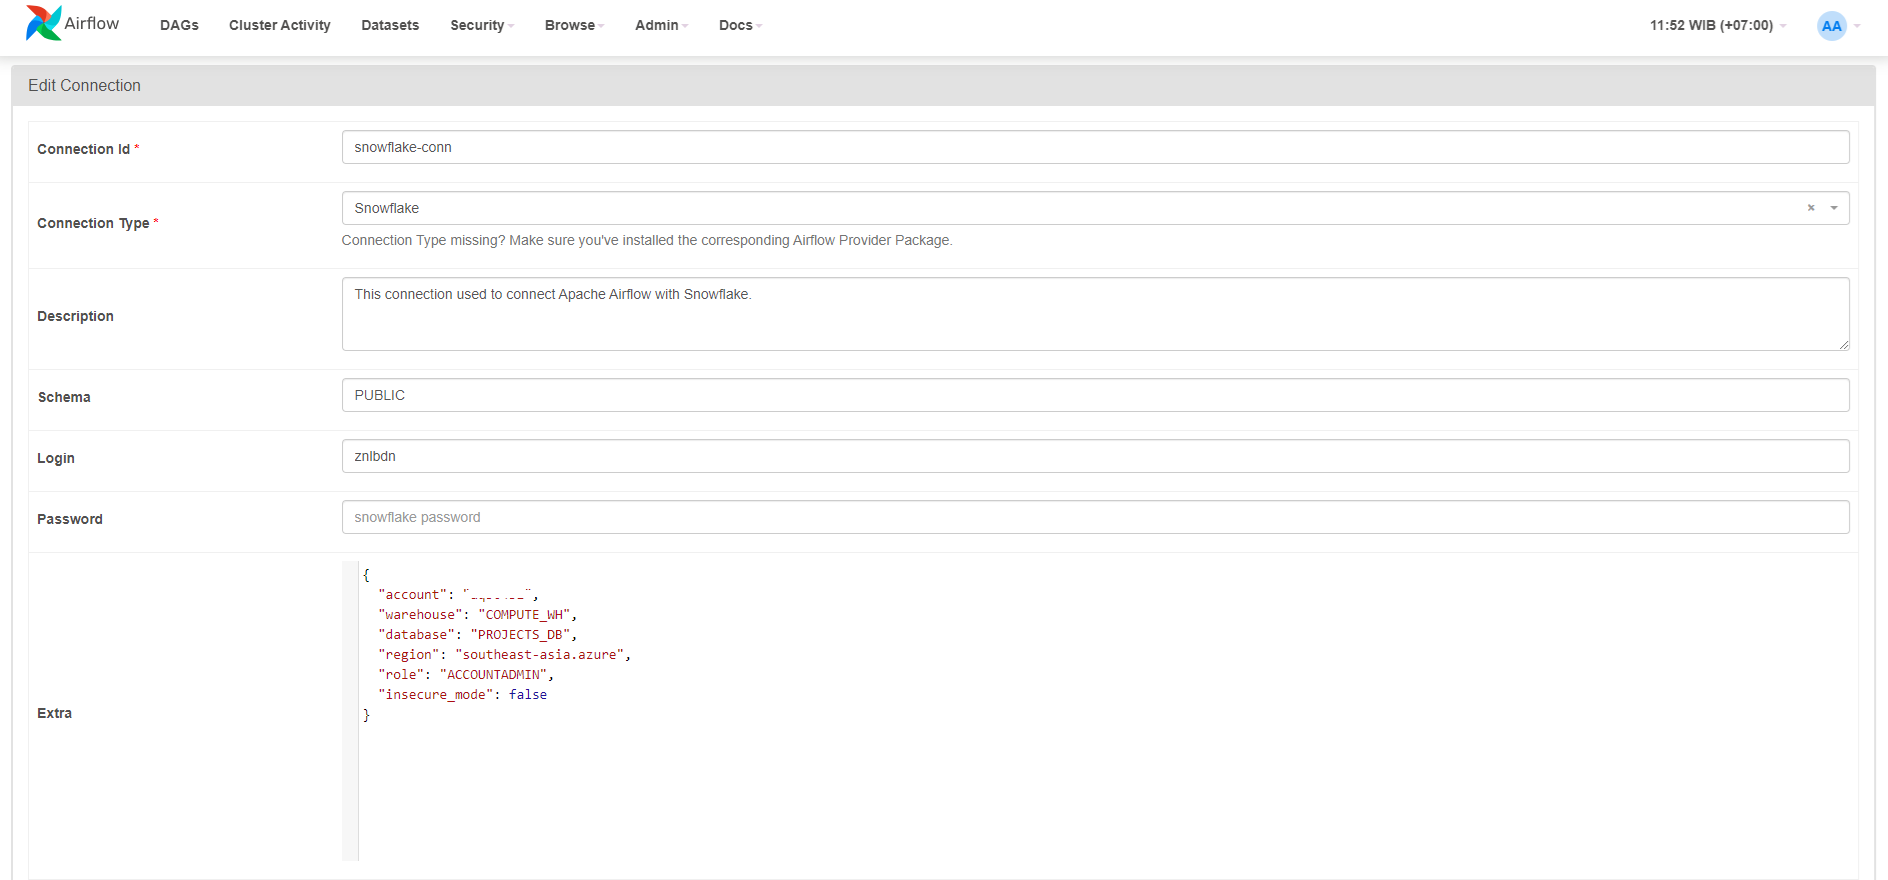 Airflow DAGs Cluster Activity Datasets Security Browse Admin Docs 11:52 WIB (+07:00) AA
Edit Connection
Connection Id * snowflake-conn
Connection Type * Snowflake × 
Connection Type missing? Make sure you've installed the corresponding Airflow Provider Package.
Description This connection used to connect Apache Airflow with Snowflake.
Schema PUBLIC
Login znlbdn
Password snowflake password
Extra
{
"account": 
"warehouse": "COMPUTE_WH",
"database": "PROJECTS_DB",
"region": "southeast-asia.azure",
"role": "ACCOUNTADMIN",
"insecure_mode": false
}